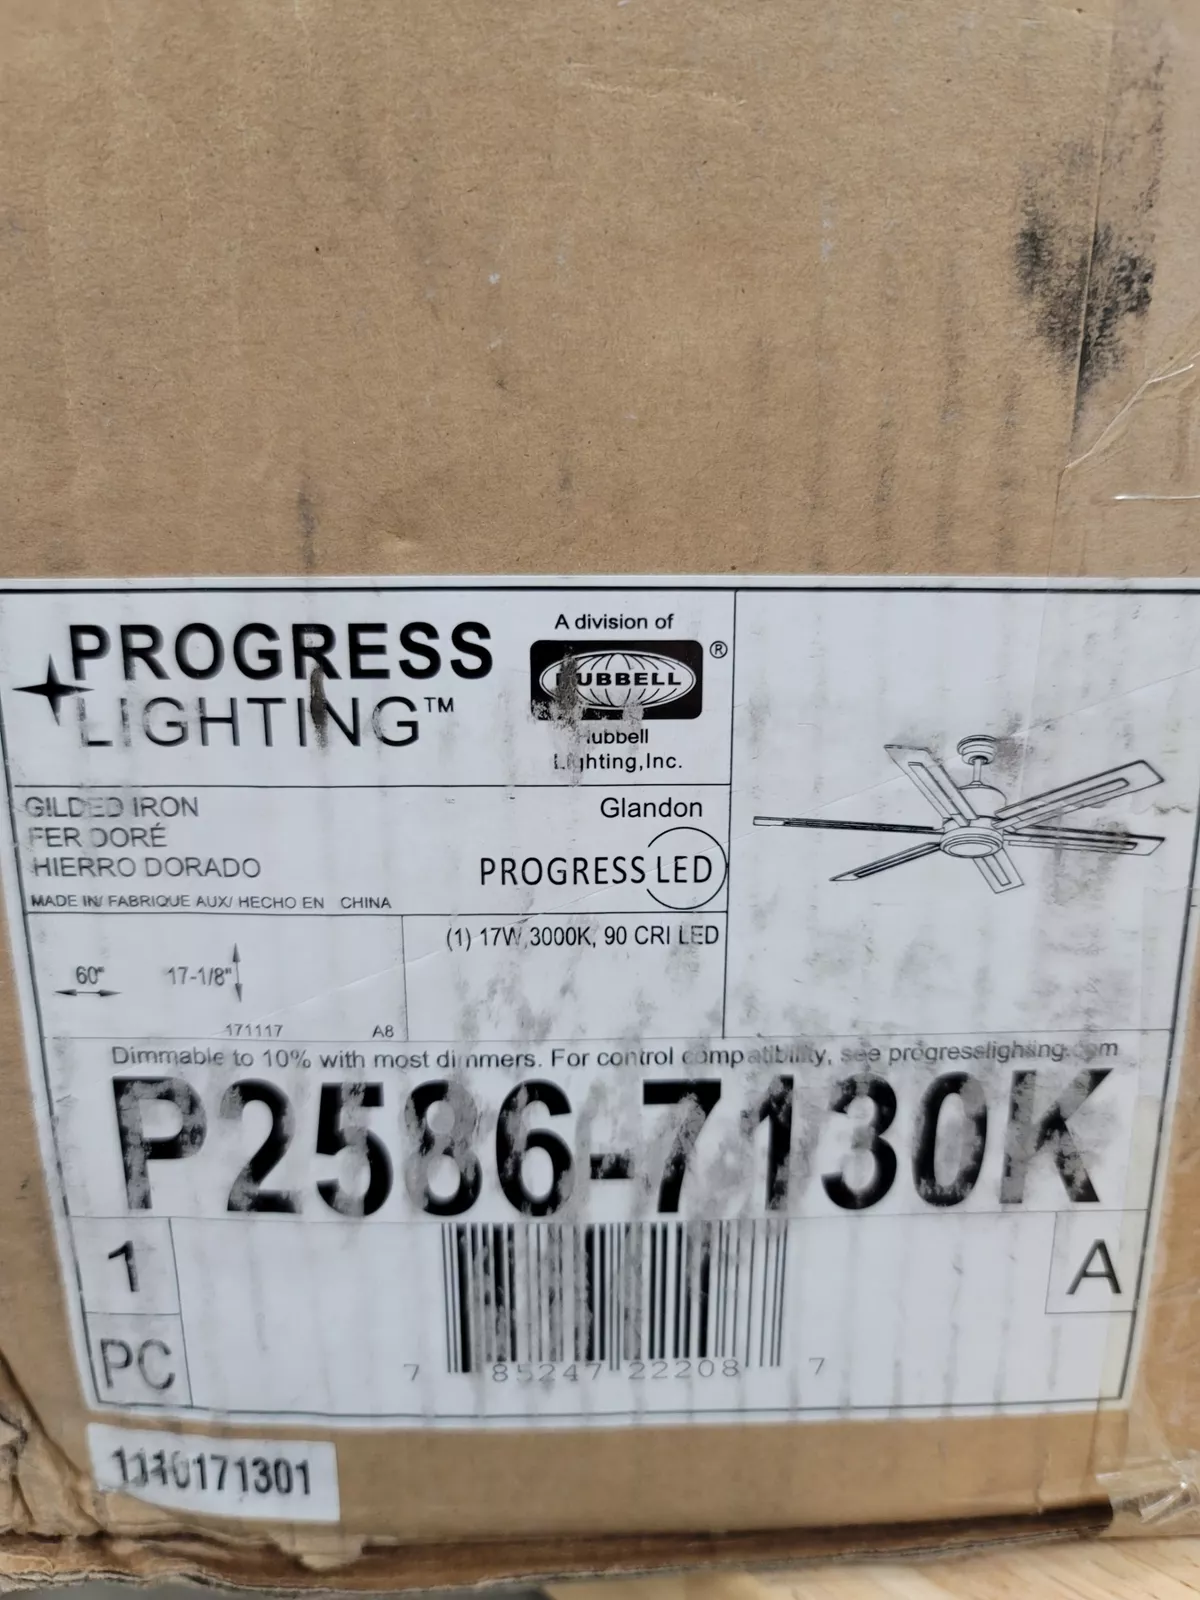 PROGRESS
LIGHTING™
A division of
HUBBELL®
Hubbell
Lighting,Inc.
GILDED IRON
FER DORÉ
HIERRO DORADO
MADE IN/ FABRIQUE AUX/ HECHO EN CHINA
Glandon
PROGRESS LED
60"
17-1/8"
171117 A8
(1) 17W,3000K, 90 CRI LED
Dimmable to 10% with most dimmers. For control compatibility, see progresslighting.com
P2586-7130K
1
PC
7 85247 22208 7
A
1110171301